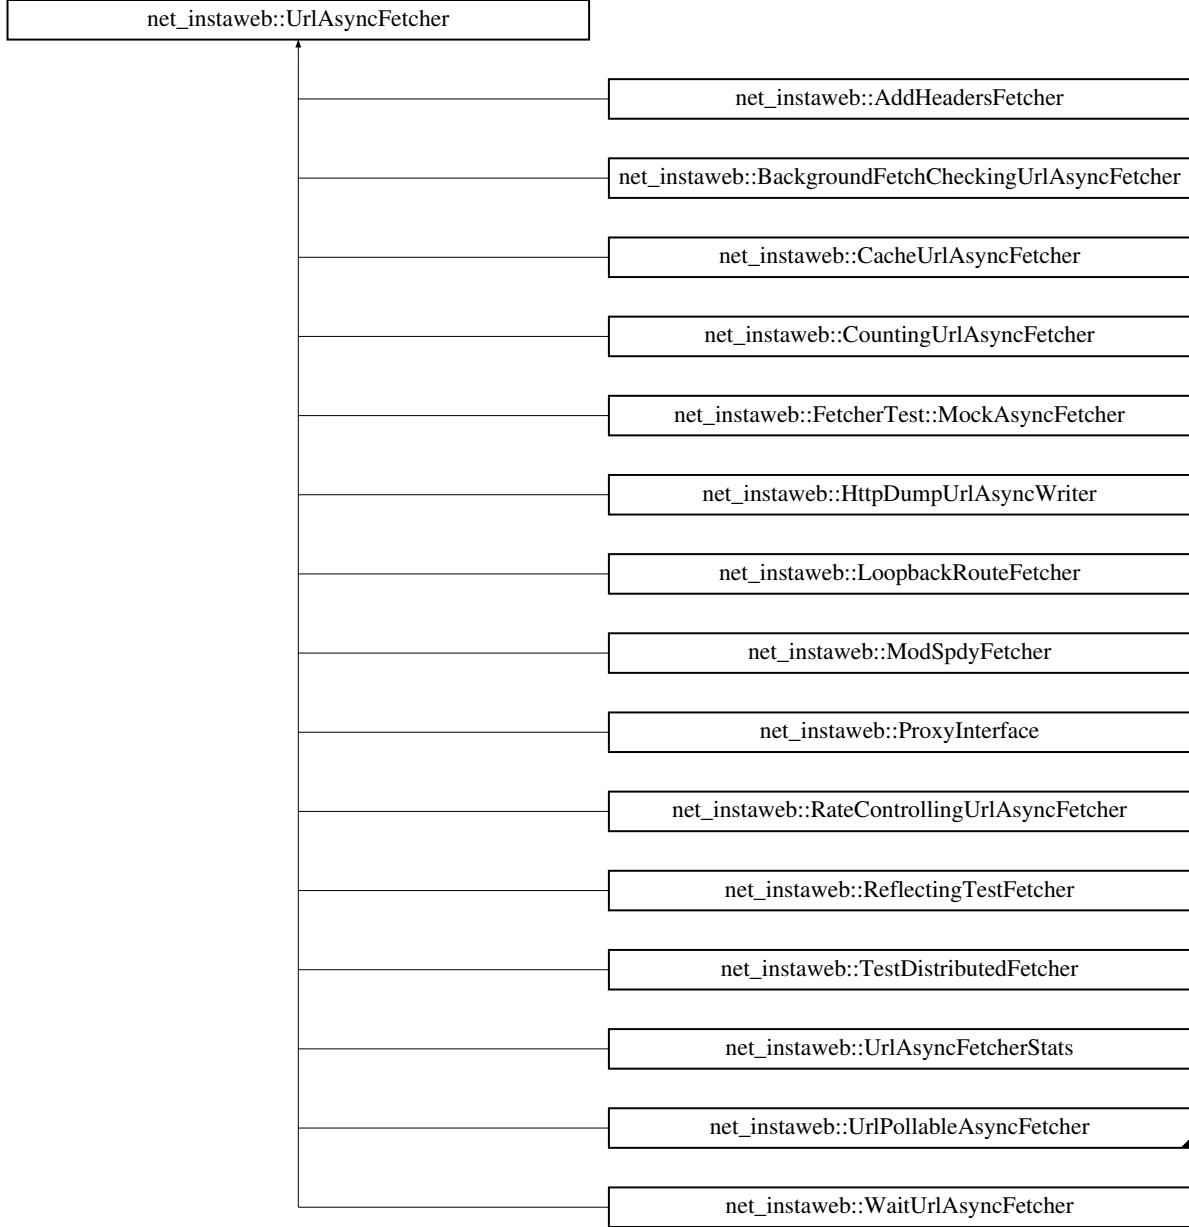 net_instaweb::UrlAsyncFetcher
net_instaweb::AddHeadersFetcher
net_instaweb::BackgroundFetchCheckingUrlAsyncFetcher
net_instaweb::CacheUrlAsyncFetcher
net_instaweb::CountingUrlAsyncFetcher
net_instaweb::FetcherTest::MockAsyncFetcher
net_instaweb::HttpDumpUrlAsyncWriter
net_instaweb::LoopbackRouteFetcher
net_instaweb::ModSpdyFetcher
net_instaweb::ProxyInterface
net_instaweb::RateControllingUrlAsyncFetcher
net_instaweb::ReflectingTestFetcher
net_instaweb::TestDistributedFetcher
net_instaweb::UrlAsyncFetcherStats
net_instaweb::UrlPollableAsyncFetcher
net_instaweb::WaitUrlAsyncFetcher